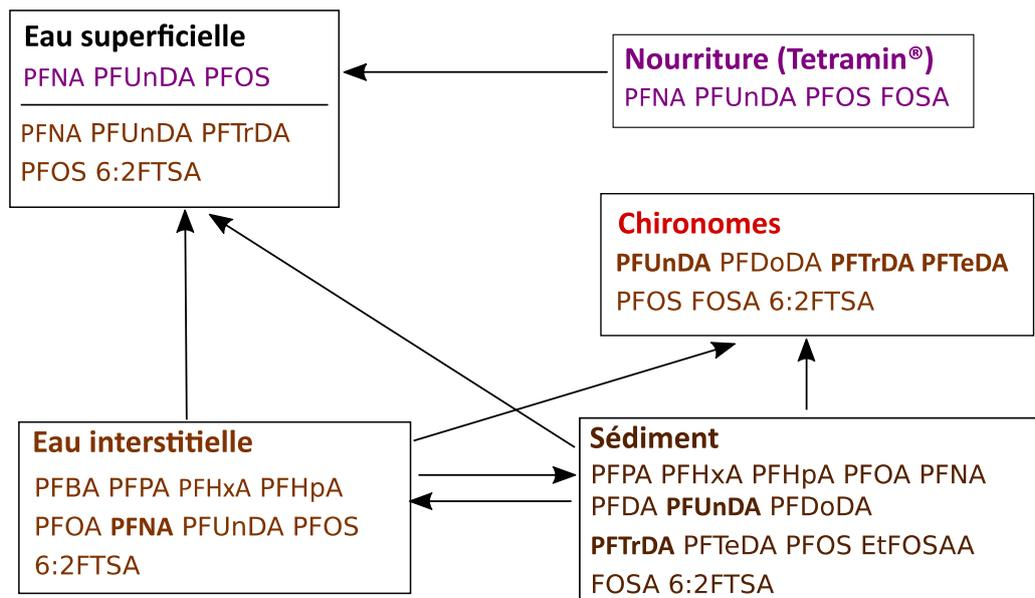 Eau superficielle
PFNA PFUnDA PFOS
PFNA PFUnDA PFTrDA
PFOS 6:2FTSA
Nourriture (Tetramin®)
PFNA PFUnDA PFOS FOSA
Chironomes
PFUnDA PFDoDA PFTrDA PFTeDA
PFOS FOSA 6:2FTSA
Eau interstitielle
PFBA PFPA PFHxA PFHpA
PFOA PFNA PFUnDA PFOS
6:2FTSA
Sédiment
PFPA PFHxA PFHpA PFOA PFNA
PFDA PFUnDA PFDoDA
PFTrDA PFTeDA PFOS EtFOSAA
FOSA 6:2FTSA